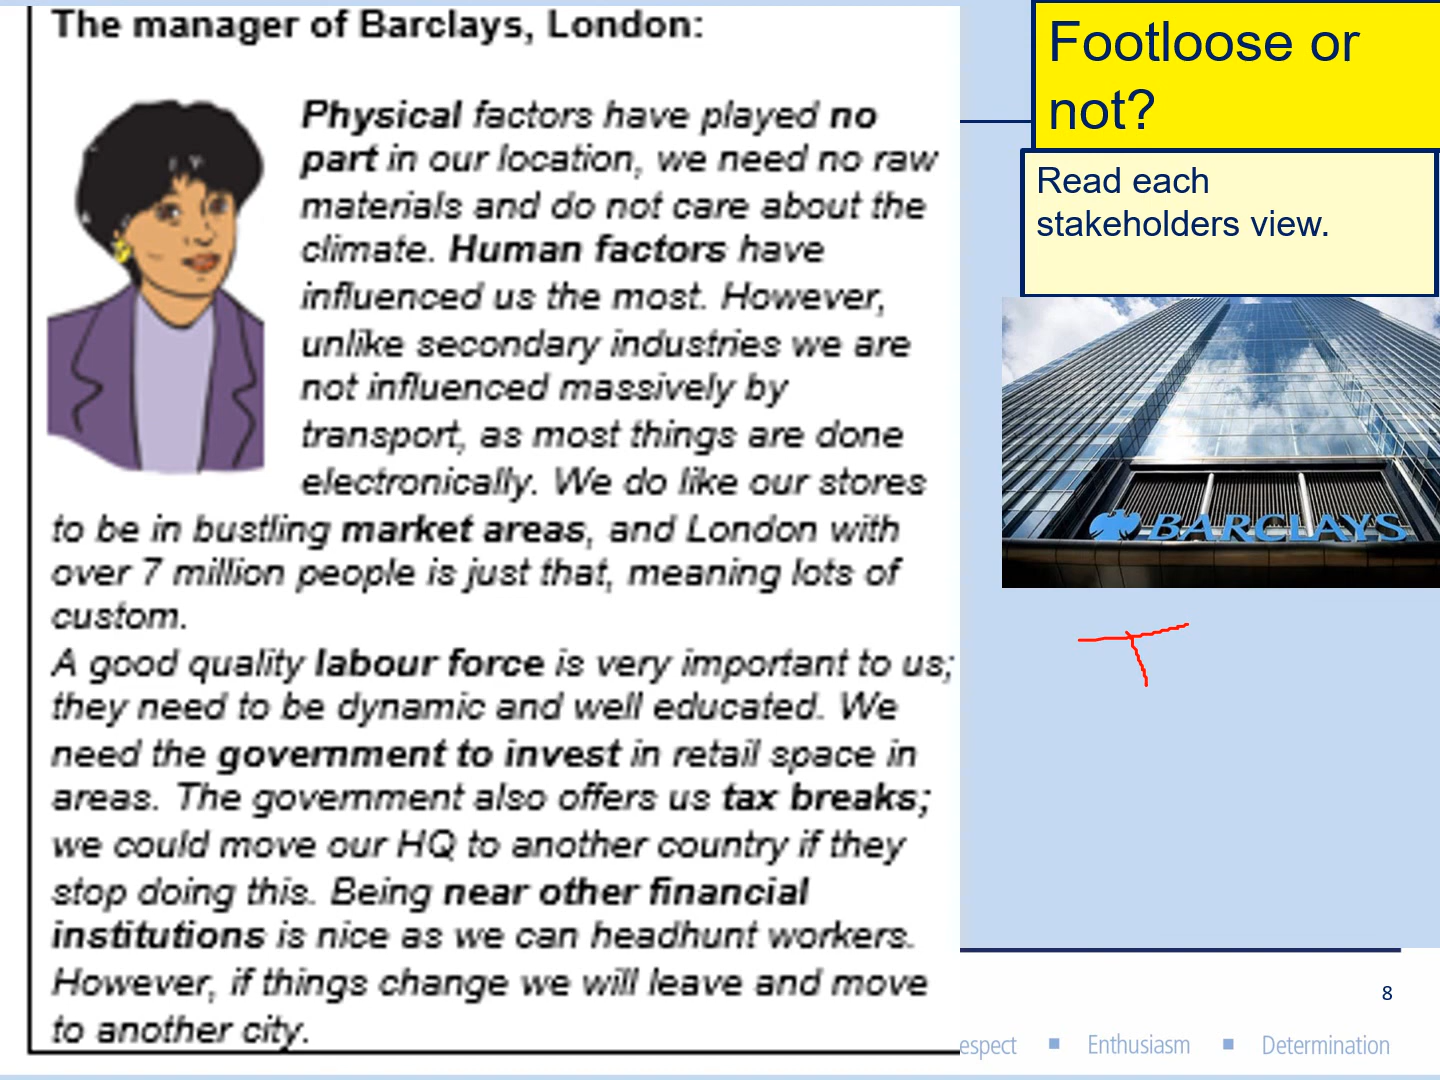 The manager of Barclays, London:
Physical factors have played no
part in our location, we need no raw
materials and do not care about the
climate. Human factors have
influenced us the most. However,
unlike secondary industries we are
not influenced massively by
transport, as most things are done
electronically. We do like our stores
to be in bustling market areas, and London with
over 7 million people is just that, meaning lots of
custom.
A good quality labour force is very important to us;
they need to be dynamic and well educated. We
need the government to invest in retail space in
areas. The government also offers us tax breaks;
we could move our HQ to another country if they
stop doing this. Being near other financial
institutions is nice as we can headhunt workers.
However, if things change we will leave and move
to another city.
Footloose or
not?
Read each
stakeholders view.
BARCLAYS
T
8
espect ▪ Enthusiasm ▪ Determination